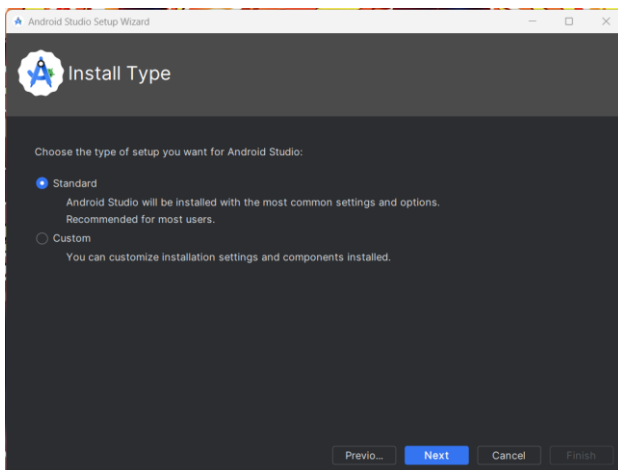 Android Studio Setup Wizard
Install Type
Choose the type of setup you want for Android Studio:
Standard
Android Studio will be installed with the most common settings and options.
Recommended for most users.
Custom
You can customize installation settings and components installed.
Previo... Next Cancel Finish